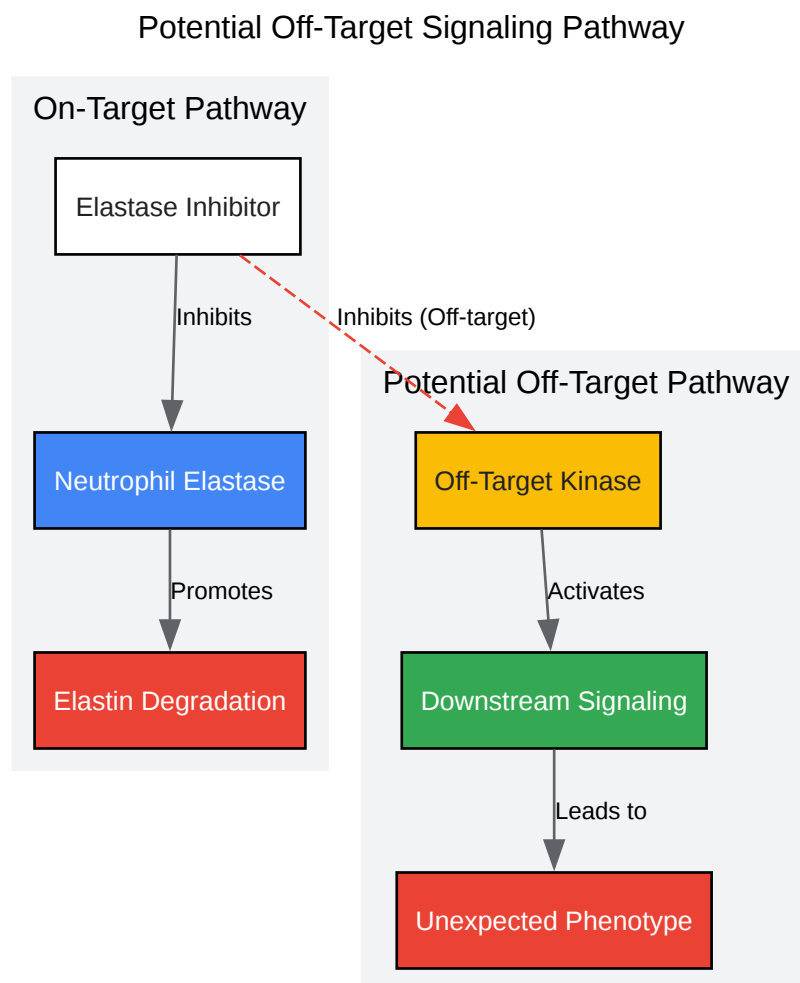 Potential Off-Target Signaling Pathway
On-Target Pathway
Elastase Inhibitor
Inhibits
Inhibits (Off-target)
Potential Off-Target Pathway
Neutrophil Elastase
Off-Target Kinase
Promotes
Activates
Elastin Degradation
Downstream Signaling
Leads to
Unexpected Phenotype